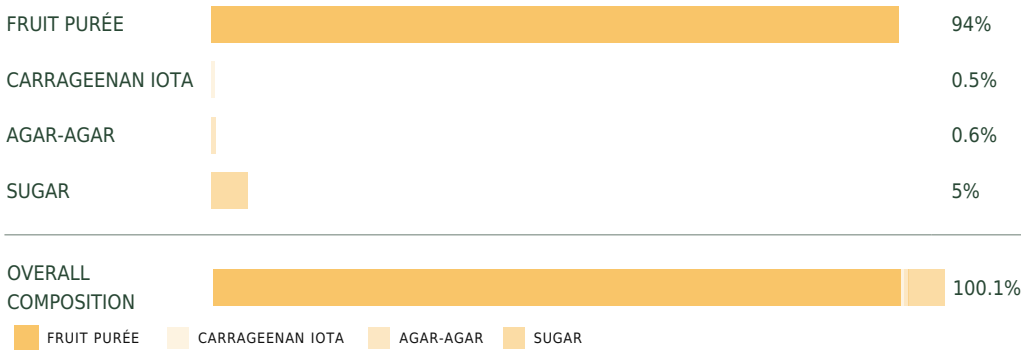 FRUIT PURÉE 94%
CARRAGEENAN IOTA 0.5%
AGAR-AGAR 0.6%
SUGAR 5%
OVERALL
COMPOSITION 100.1%
FRUIT PURÉE CARRAGEENAN IOTA AGAR-AGAR SUGAR